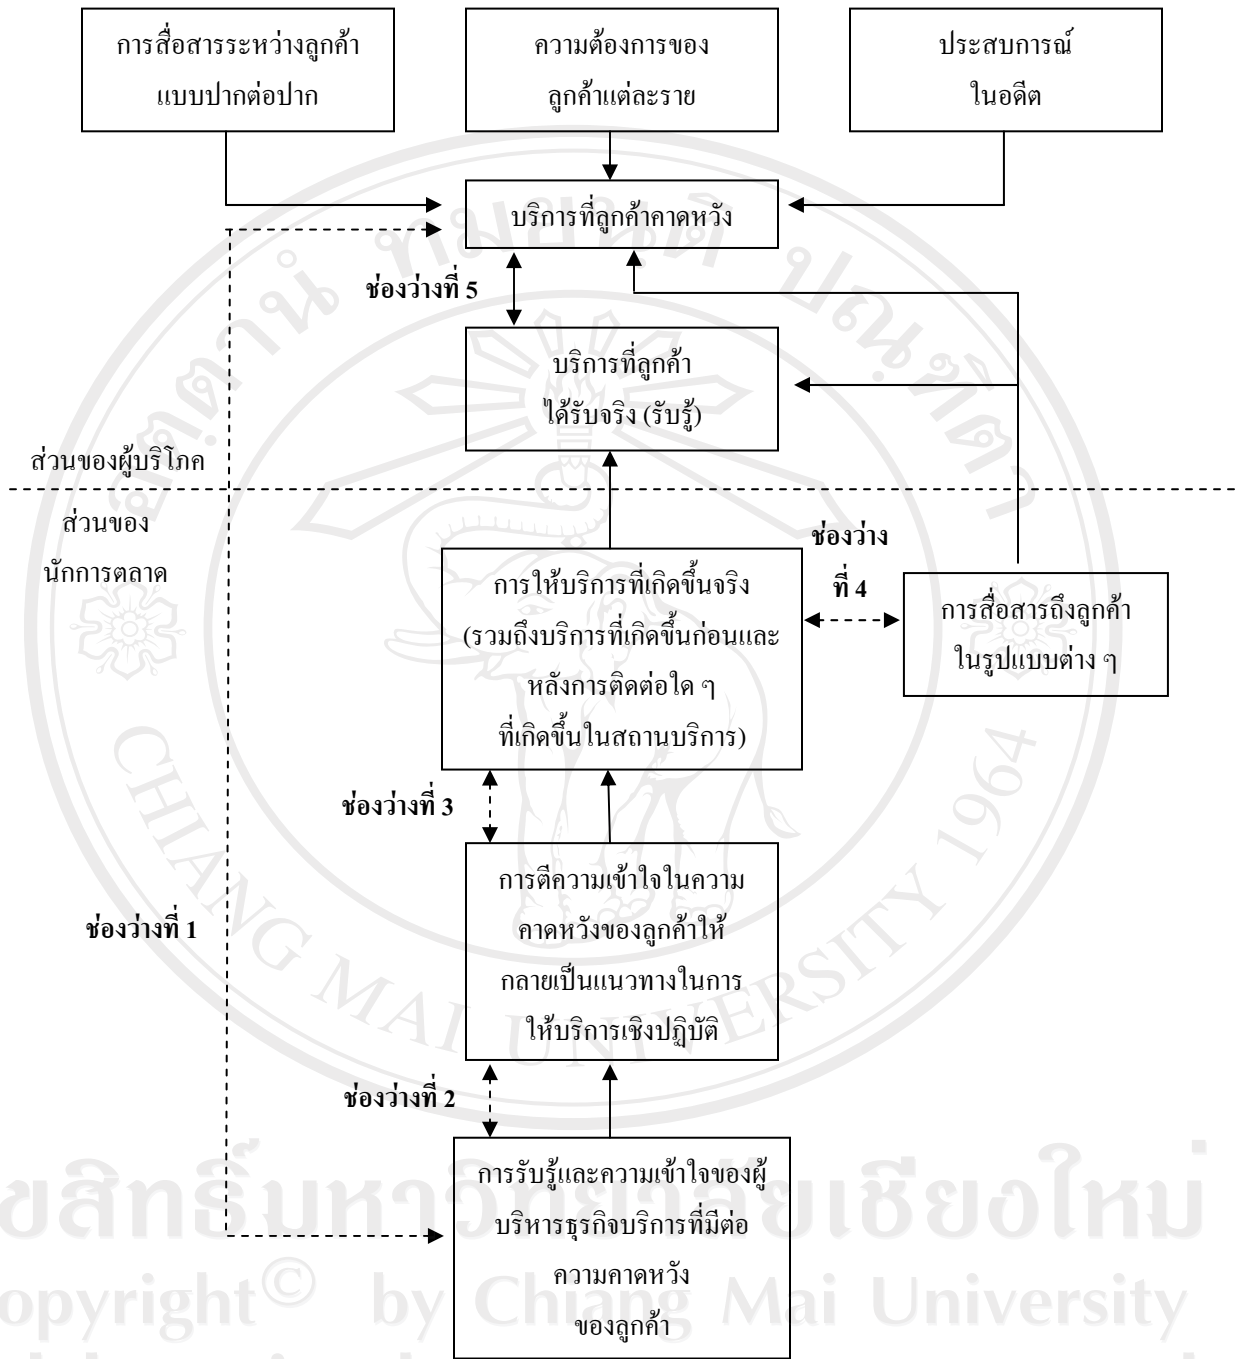 การสื่อสารระหว่างลูกค้า
แบบปากต่อปาก
ความต้องการของ
ลูกค้าแต่ละราย
ประสบการณ์
ในอดีต
บริการที่ลูกค้าคาดหวัง
ช่องว่างที่ 5
บริการที่ลูกค้า
ได้รับจริง (รับรู้)
ส่วนของผู้บริโภค
ส่วนของ
นักการตลาด
ช่องว่าง
ที่ 4
การให้บริการที่เกิดขึ้นจริง
(รวมถึงบริการที่เกิดขึ้นก่อนและ
หลังการติดต่อใด ๆ
ที่เกิดขึ้นในสถานบริการ)
การสื่อสารถึงลูกค้า
ในรูปแบบต่าง ๆ
ช่องว่างที่ 3
การตีความเข้าใจในความ
คาดหวังของลูกค้าให้
กลายเป็นแนวทางในการ
ให้บริการเชิงปฏิบัติ
ช่องว่างที่ 1
ช่องว่างที่ 2
การรับรู้และความเข้าใจของผู้
บริหารธุรกิจบริการที่มีต่อ
ความคาดหวัง
ของลูกค้า
อตฺตานํ ทมยนฺติ ปณฺฑิตา
CHIANG MAI UNIVERSITY 1964
ขสิทธิ์มหาวิทยาลัยเชียงใหม่
opyright© by Chiang Mai University